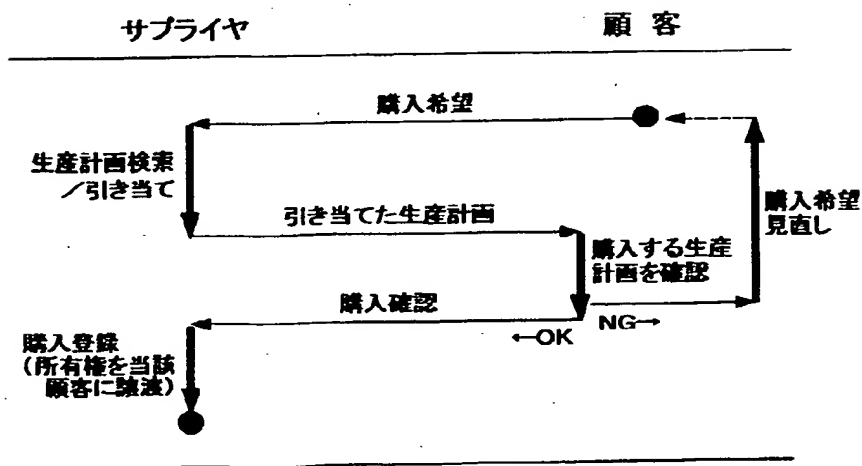 サプライヤ
顧 客
購入希望
生産計画検索
／引き当て
引き当てた生産計画
購入希望
見直し
購入する生産
計画を確認
購入確認
←OK
NG→
購入登録
（所有権を当該
顧客に譲渡）